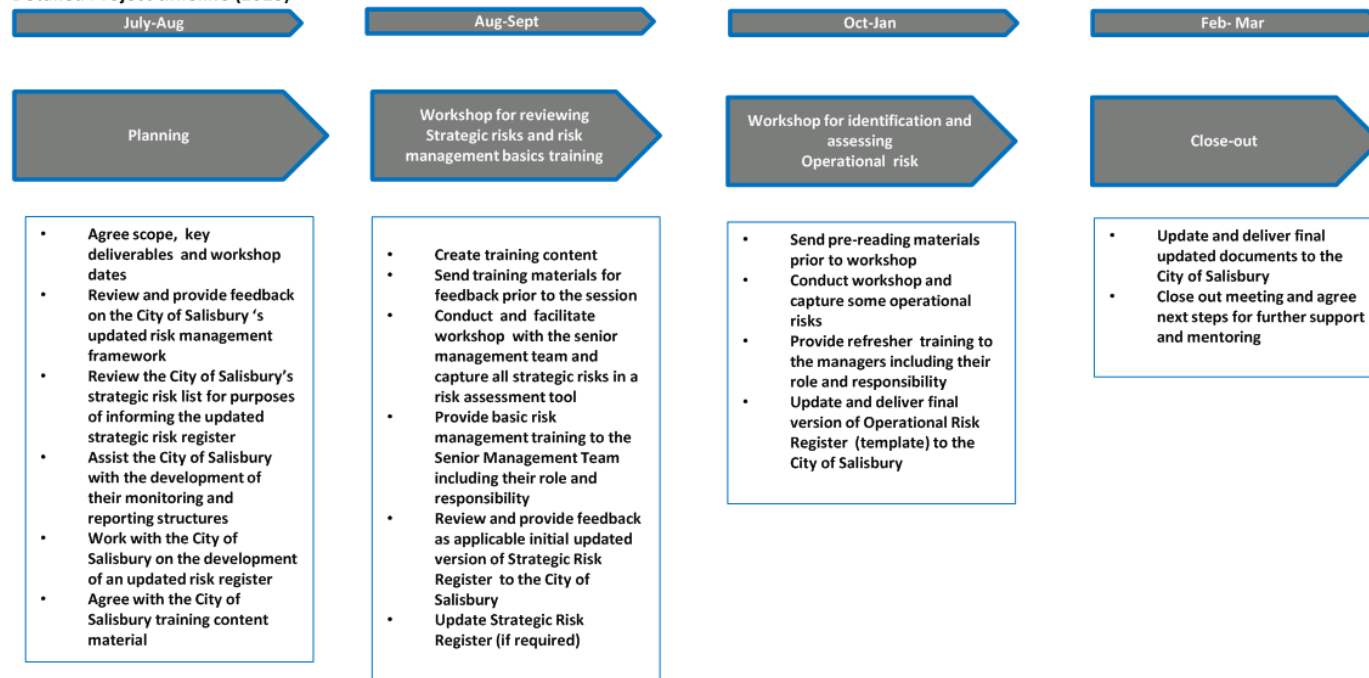 July-Aug
Aug-Sept
Oct-Jan
Feb- Mar
Planning
Workshop for reviewing
Strategic risks and risk
management basics training
Workshop for identification and
assessing
Operational risk
Close-out
• Agree scope, key
deliverables and workshop
dates
• Review and provide feedback
on the City of Salisbury 's
updated risk management
framework
• Review the City of Salisbury's
strategic risk list for purposes
of informing the updated
strategic risk register
• Assist the City of Salisbury
with the development of
their monitoring and
reporting structures
• Work with the City of
Salisbury on the development
of an updated risk register
• Agree with the City of
Salisbury training content
material
• Create training content
• Send training materials for
feedback prior to the session
• Conduct and facilitate
workshop with the senior
management team and
capture all strategic risks in a
risk assessment tool
• Provide basic risk
management training to the
Senior Management Team
including their role and
responsibility
• Review and provide feedback
as applicable initial updated
version of Strategic Risk
Register to the City of
Salisbury
• Update Strategic Risk
Register (if required)
• Send pre-reading materials
prior to workshop
• Conduct workshop and
capture some operational
risks
• Provide refresher training to
the managers including their
role and responsibility
• Update and deliver final
version of Operational Risk
Register (template) to the
City of Salisbury
• Update and deliver final
updated documents to the
City of Salisbury
• Close out meeting and agree
next steps for further support
and mentoring